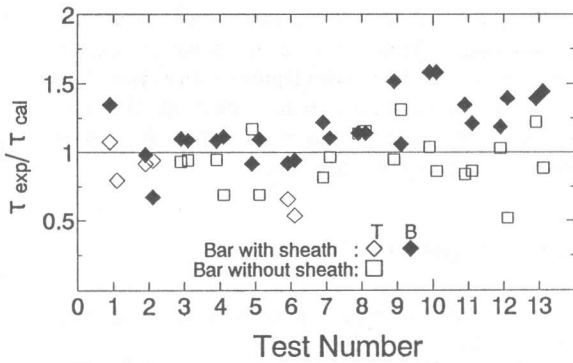 2
1.5
1
0.5
τ exp/ τ cal
T B
Bar with sheath :
Bar without sheath:
0 1 2 3 4 5 6 7 8 9 10 11 12 13
Test Number